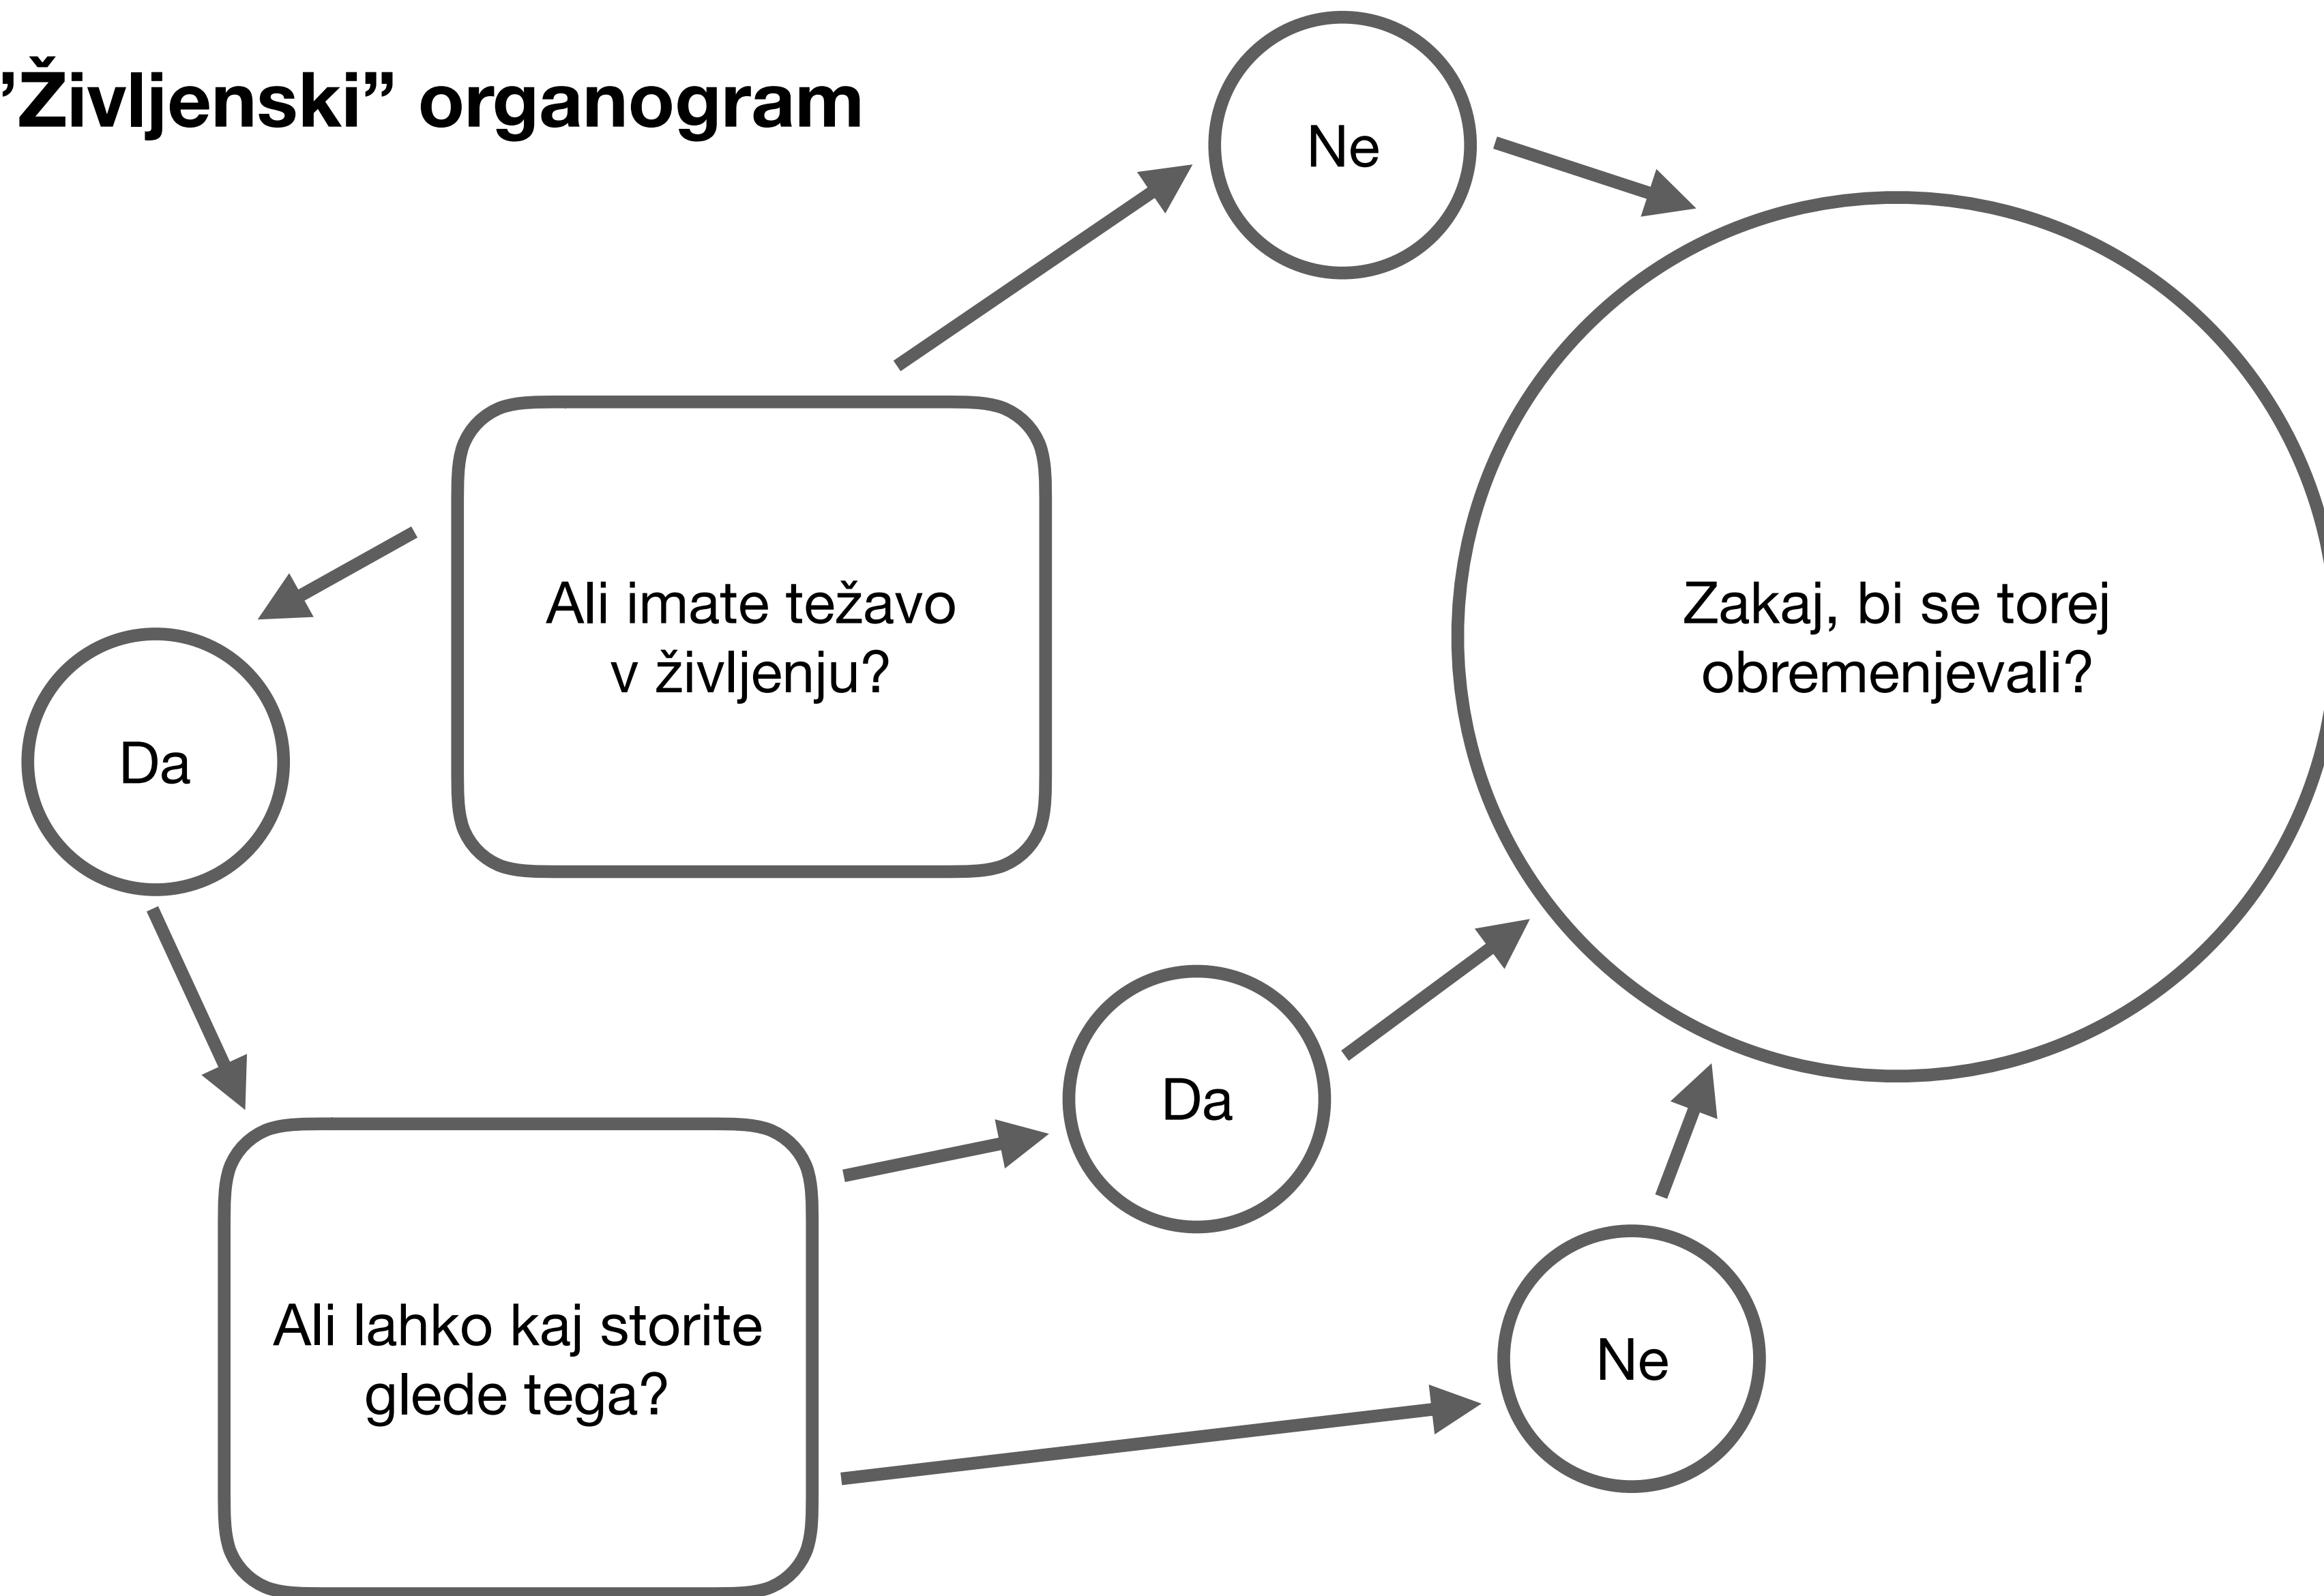 ”Življenski” organogram
Ne
Ali imate težavo
v življenju?
Zakaj, bi se torej
obremenjevali?
Da
Da
Ali lahko kaj storite
glede tega?
Ne